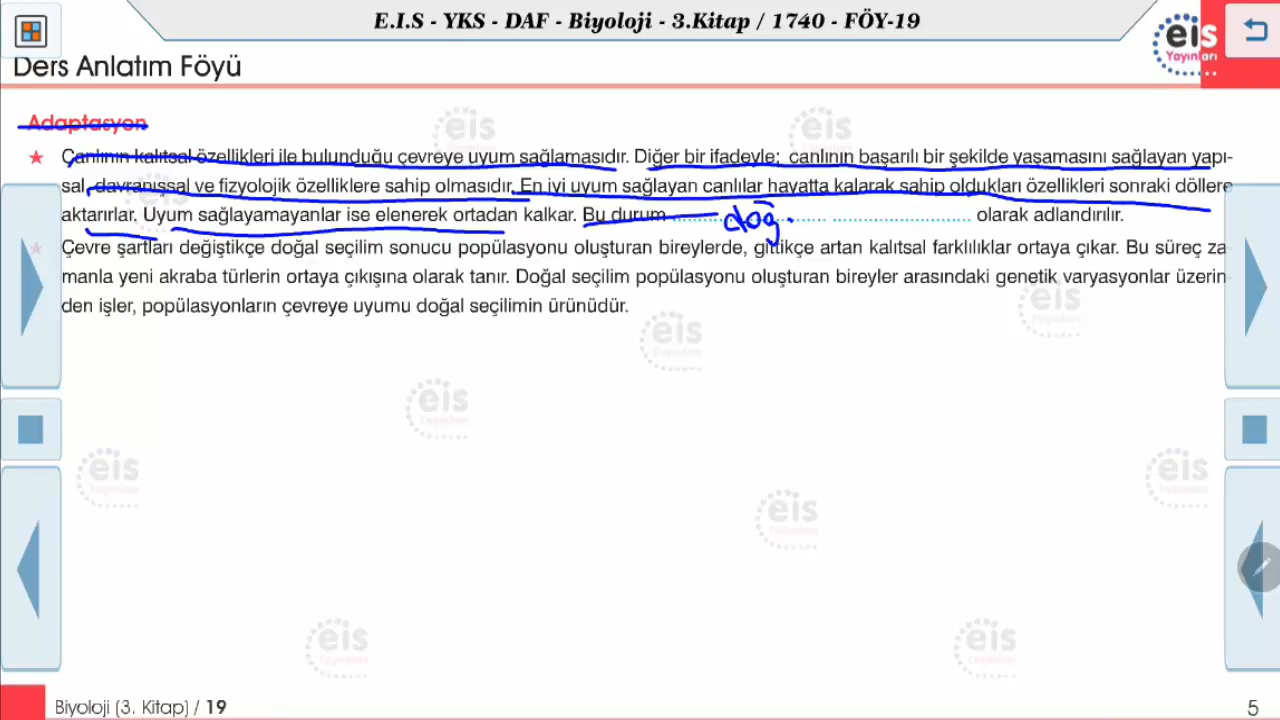 E.I.S - YKS - DAF - Biyoloji - 3.Kitap / 1740 - FÖY-19
eis
Yayınları
Ders Anlatım Föyü
Adaptasyon
★ Canlının kalıtsal özellikleri ile bulunduğu çevreye uyum sağlamasıdır. Diğer bir ifadeyle; canlının başarılı bir şekilde yaşamasını sağlayan yapı-
sal, davranışsal ve fizyolojik özelliklere sahip olmasıdır. En iyi uyum sağlayan canlılar hayatta kalarak sahip oldukları özellikleri sonraki döllere
aktarırlar. Uyum sağlayamayanlar ise elenerek ortadan kalkar. Bu durum doğ. .............................. olarak adlandırılır.
★ Çevre şartları değiştikçe doğal seçilim sonucu popülasyonu oluşturan bireylerde, gittikçe artan kalıtsal farklılıklar ortaya çıkar. Bu süreç za-
manla yeni akraba türlerin ortaya çıkışına olarak tanır. Doğal seçilim popülasyonu oluşturan bireyler arasındaki genetik varyasyonlar üzerin-
den işler, popülasyonların çevreye uyumu doğal seçilimin ürünüdür.
Biyoloji (3. Kitap) / 19
5